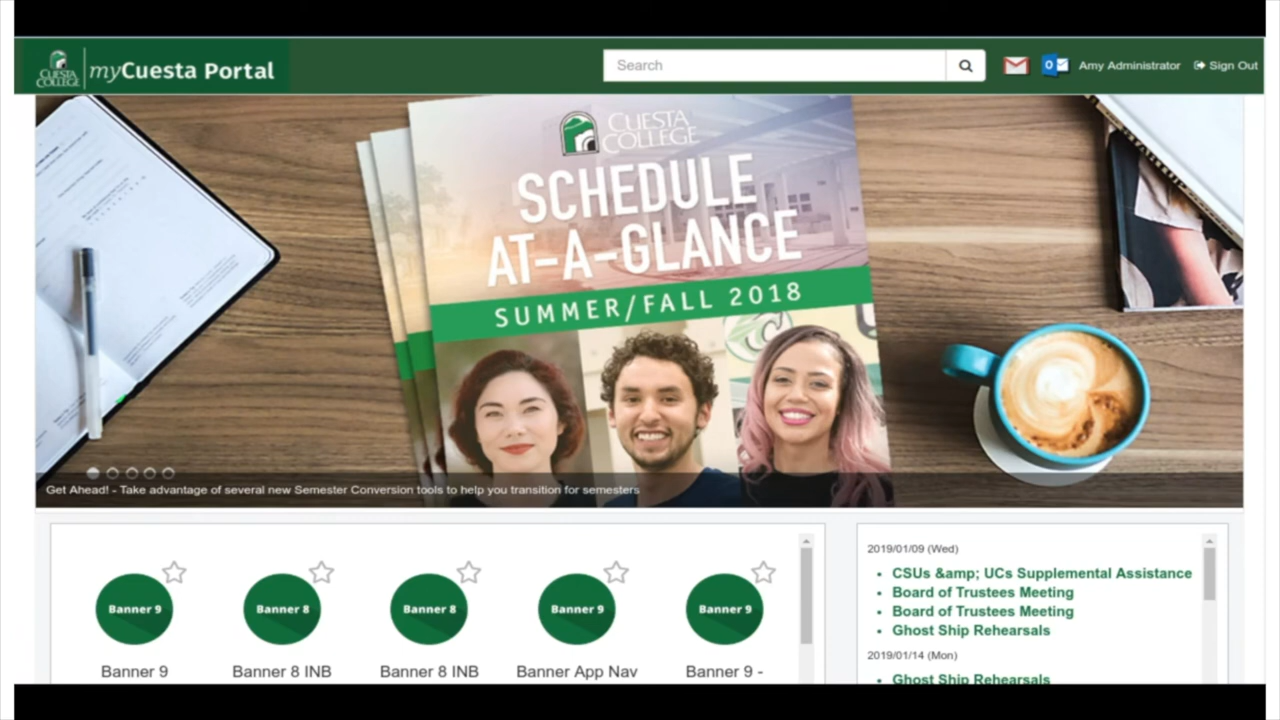 CUESTA
COLLEGE
myCuesta Portal
Search
Amy Administrator
Sign Out
CUESTA
COLLEGE
SCHEDULE
AT-A-GLANCE
SUMMER/FALL 2018
Get Ahead! - Take advantage of several new Semester Conversion tools to help you transition for semesters
Banner 9
Banner 8
Banner 8
Banner 9
Banner 9
Banner 9
Banner 8 INB
Banner 8 INB
Banner App Nav
Banner 9 -
2019/01/09 (Wed)
• CSUs &amp; UCs Supplemental Assistance
• Board of Trustees Meeting
• Board of Trustees Meeting
• Ghost Ship Rehearsals
2019/01/14 (Mon)
• Ghost Ship Rehearsals